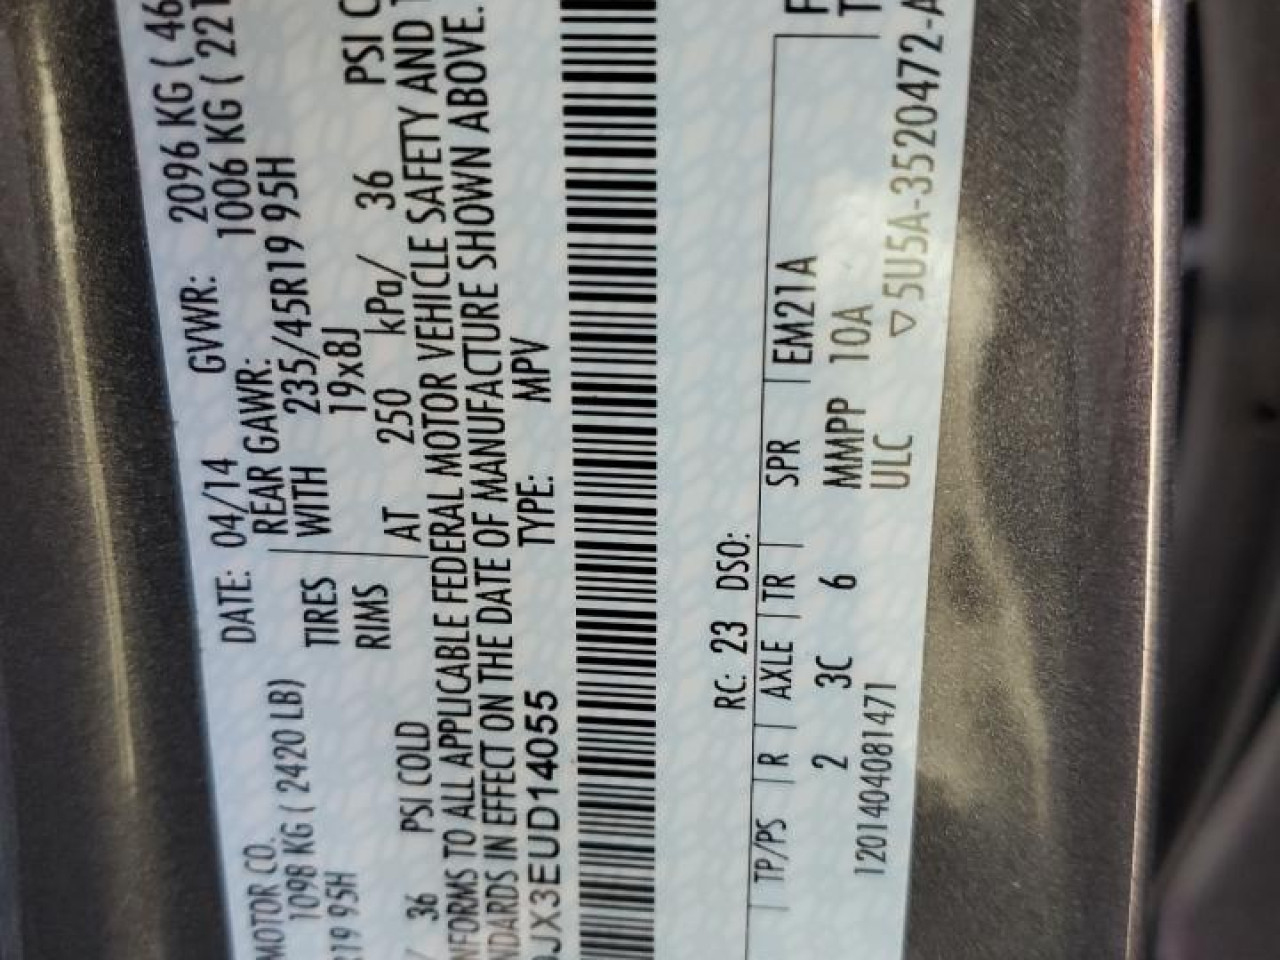 MOTOR CO. DATE: 04/14 GVWR: 2096 KG ( 46
1098 KG ( 2420 LB) REAR GAWR: 1006 KG ( 221
R19 95H TIRES WITH 235/45R19 95H
RIMS 19x8J
/ 36 PSI COLD AT 250 kPa/ 36 PSI C
NFORMS TO ALL APPLICABLE FEDERAL MOTOR VEHICLE SAFETY AND
NDARDS IN EFFECT ON THE DATE OF MANUFACTURE SHOWN ABOVE.
JX3EUD14055 TYPE: MPV
RC: 23 DSO:
TP/PS R AXLE TR SPR EM21A
2 3C 6 MMPP 10A
1201404081471 ULC ▽5U5A-3520472-A